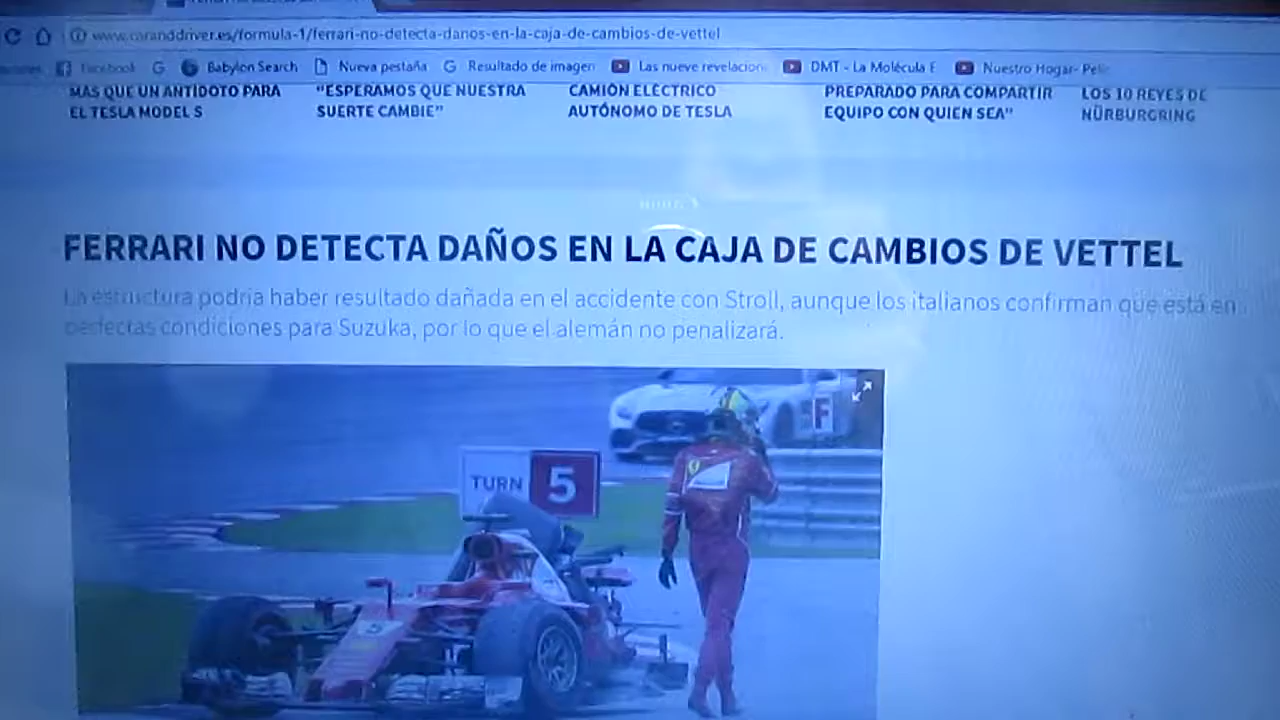 www.caranddriver.es/formula-1/ferrari-no-detecta-danos-en-la-caja-de-cambios-de-vettel
Facebook G Babylon Search Nueva pestaña G Resultado de imagen Las nueve revelacion DMT - La Molécula E Nuestro Hogar- Peli
MÁS QUE UN ANTÍDOTO PARA EL TESLA MODEL S
"ESPERAMOS QUE NUESTRA SUERTE CAMBIE"
CAMIÓN ELÉCTRICO AUTÓNOMO DE TESLA
PREPARADO PARA COMPARTIR EQUIPO CON QUIEN SEA"
LOS 10 REYES DE NÜRBURGRING
FERRARI NO DETECTA DAÑOS EN LA CAJA DE CAMBIOS DE VETTEL
La estructura podría haber resultado dañada en el accidente con Stroll, aunque los italianos confirman que está en
perfectas condiciones para Suzuka, por lo que el alemán no penalizará.
TURN 5
F
5